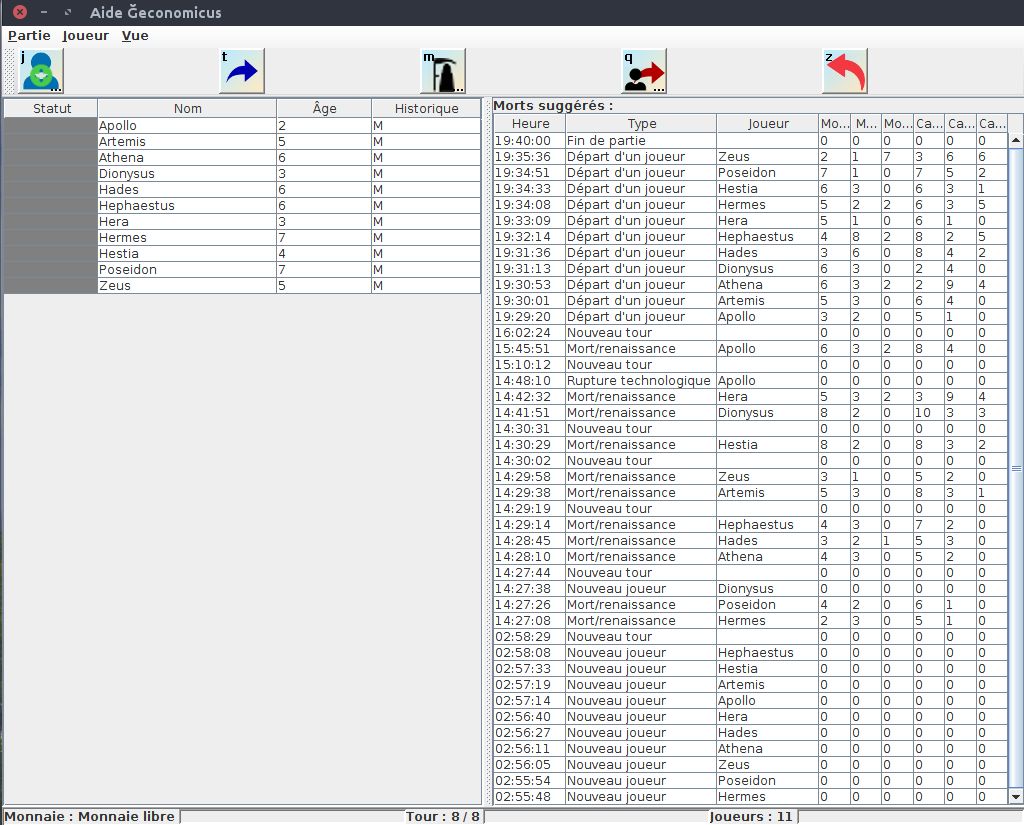 Aide Ğeconomicus
Partie Joueur Vue
j ... t m ... q ... z
Statut Nom Âge Historique
Apollo 2 M
Artemis 5 M
Athena 6 M
Dionysus 3 M
Hades 6 M
Hephaestus 6 M
Hera 3 M
Hermes 7 M
Hestia 4 M
Poseidon 7 M
Zeus 5 M
Morts suggérés :
Heure Type Joueur Mo... M... Mo... Ca... Ca... Ca...
19:40:00 Fin de partie 0 0 0 0 0 0
19:35:36 Départ d'un joueur Zeus 2 1 7 3 6 6
19:34:51 Départ d'un joueur Poseidon 7 1 0 7 5 2
19:34:33 Départ d'un joueur Hestia 6 3 0 6 3 1
19:34:08 Départ d'un joueur Hermes 5 2 2 6 3 5
19:33:09 Départ d'un joueur Hera 5 1 0 6 1 0
19:32:14 Départ d'un joueur Hephaestus 4 8 2 8 2 5
19:31:36 Départ d'un joueur Hades 3 6 0 8 4 2
19:31:13 Départ d'un joueur Dionysus 6 3 0 2 4 0
19:30:53 Départ d'un joueur Athena 6 3 2 2 9 4
19:30:01 Départ d'un joueur Artemis 5 3 0 6 4 0
19:29:20 Départ d'un joueur Apollo 3 2 0 5 1 0
16:02:24 Nouveau tour 0 0 0 0 0 0
15:45:51 Mort/renaissance Apollo 6 3 2 8 4 0
15:10:12 Nouveau tour 0 0 0 0 0 0
14:48:10 Rupture technologique Apollo 0 0 0 0 0 0
14:42:32 Mort/renaissance Hera 5 3 2 3 9 4
14:41:51 Mort/renaissance Dionysus 8 2 0 10 3 3
14:30:31 Nouveau tour 0 0 0 0 0 0
14:30:29 Mort/renaissance Hestia 8 2 0 8 3 2
14:30:02 Nouveau tour 0 0 0 0 0 0
14:29:58 Mort/renaissance Zeus 3 1 0 5 2 0
14:29:38 Mort/renaissance Artemis 5 3 0 8 3 1
14:29:19 Nouveau tour 0 0 0 0 0 0
14:29:14 Mort/renaissance Hephaestus 4 3 0 7 2 0
14:28:45 Mort/renaissance Hades 3 2 1 5 3 0
14:28:10 Mort/renaissance Athena 4 3 0 5 2 0
14:27:44 Nouveau tour 0 0 0 0 0 0
14:27:38 Nouveau joueur Dionysus 0 0 0 0 0 0
14:27:26 Mort/renaissance Poseidon 4 2 0 6 1 0
14:27:08 Mort/renaissance Hermes 2 3 0 5 1 0
02:58:29 Nouveau tour 0 0 0 0 0 0
02:58:08 Nouveau joueur Hephaestus 0 0 0 0 0 0
02:57:33 Nouveau joueur Hestia 0 0 0 0 0 0
02:57:19 Nouveau joueur Artemis 0 0 0 0 0 0
02:57:14 Nouveau joueur Apollo 0 0 0 0 0 0
02:56:40 Nouveau joueur Hera 0 0 0 0 0 0
02:56:27 Nouveau joueur Hades 0 0 0 0 0 0
02:56:11 Nouveau joueur Athena 0 0 0 0 0 0
02:56:05 Nouveau joueur Zeus 0 0 0 0 0 0
02:55:54 Nouveau joueur Poseidon 0 0 0 0 0 0
02:55:48 Nouveau joueur Hermes 0 0 0 0 0 0
Monnaie : Monnaie libre Tour : 8 / 8 Joueurs : 11